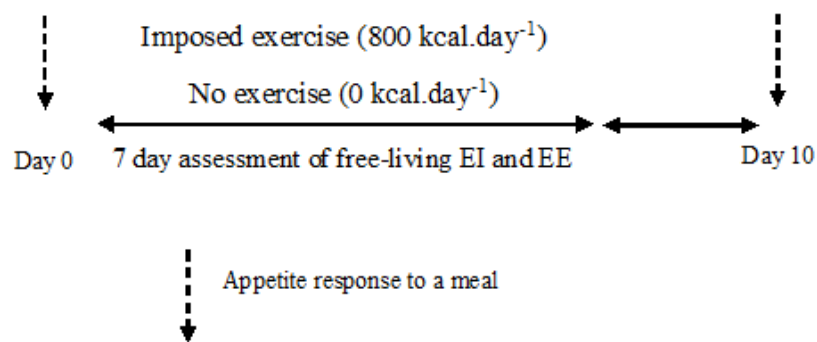 Imposed exercise (800 kcal.day⁻¹)
No exercise (0 kcal.day⁻¹)
Day 0
7 day assessment of free-living EI and EE
Day 10
Appetite response to a meal